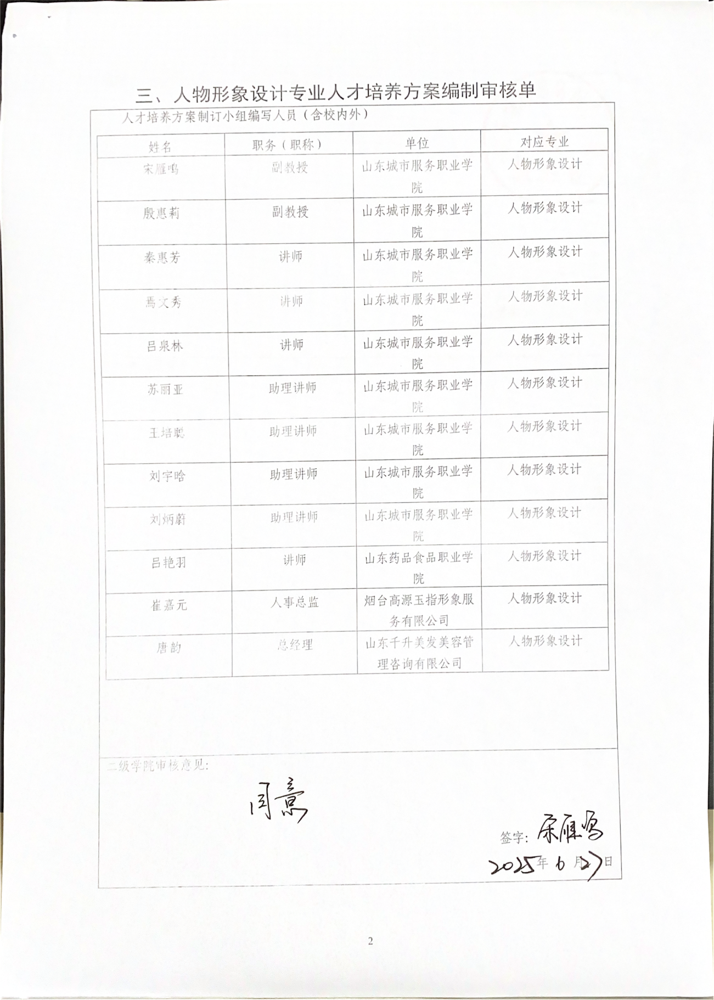 三、人物形象设计专业人才培养方案编制审核单
人才培养方案制订小组编写人员（含校内外）
姓名 职务（职称） 单位 对应专业
宋雁鸣 副教授 山东城市服务职业学 人物形象设计
院
殷惠莉 副教授 山东城市服务职业学 人物形象设计
院
秦惠芳 讲师 山东城市服务职业学 人物形象设计
院
焉文秀 讲师 山东城市服务职业学 人物形象设计
院
吕泉林 讲师 山东城市服务职业学 人物形象设计
院
苏丽亚 助理讲师 山东城市服务职业学 人物形象设计
院
王培聪 助理讲师 山东城市服务职业学 人物形象设计
院
刘宇晗 助理讲师 山东城市服务职业学 人物形象设计
院
刘炳蔚 助理讲师 山东城市服务职业学 人物形象设计
院
吕艳羽 讲师 山东药品食品职业学 人物形象设计
院
崔嘉元 人事总监 烟台高源玉指形象服 人物形象设计
务有限公司
唐韵 总经理 山东千升美发美容管 人物形象设计
理咨询有限公司
二级学院审核意见:
同意
签字: 宋雁鸣
2025年6月27日
2